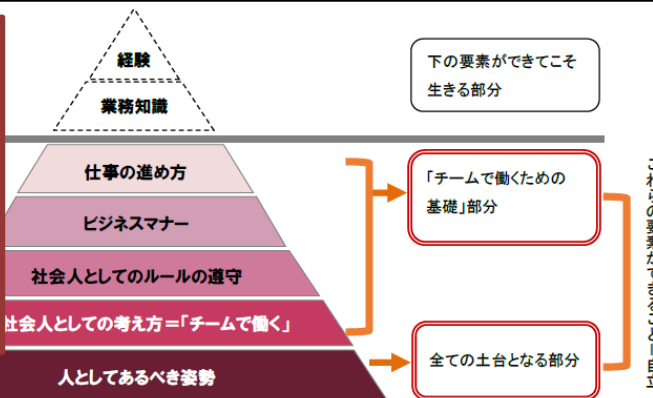 経験
業務知識
下の要素ができてこそ
生きる部分
仕事の進め方
ビジネスマナー
社会人としてのルールの遵守
社会人としての考え方＝「チームで働く」
人としてあるべき姿勢
「チームで働くための
基礎」部分
全ての土台となる部分
これらの要素ができること＝自立